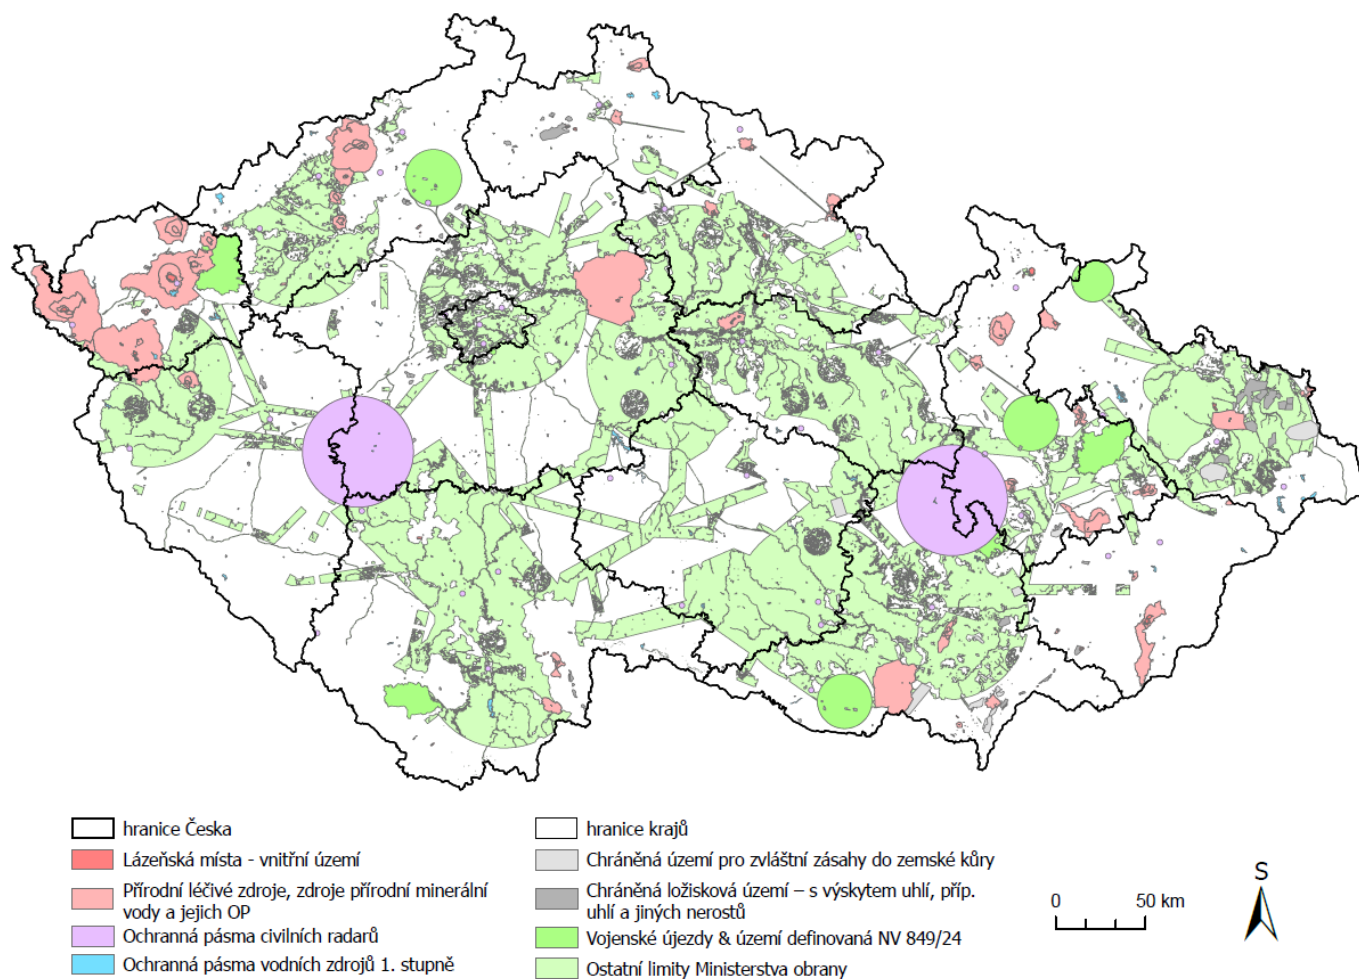 hranice Česka
Lázeňská místa - vnitřní území
Přírodní léčivé zdroje, zdroje přírodní minerální
vody a jejich OP
Ochranná pásma civilních radarů
Ochranná pásma vodních zdrojů 1. stupně
hranice krajů
Chráněná území pro zvláštní zásahy do zemské kůry
Chráněná ložisková území – s výskytem uhlí, příp.
uhlí a jiných nerostů
Vojenské újezdy & území definovaná NV 849/24
Ostatní limity Ministerstva obrany
0 50 km
S